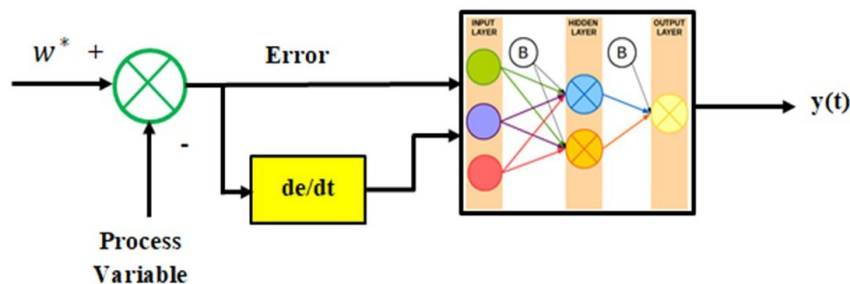 w* +
Error
-
de/dt
Process
Variable
INPUT
LAYER
B
HIDDEN
LAYER
B
OUTPUT
LAYER
y(t)